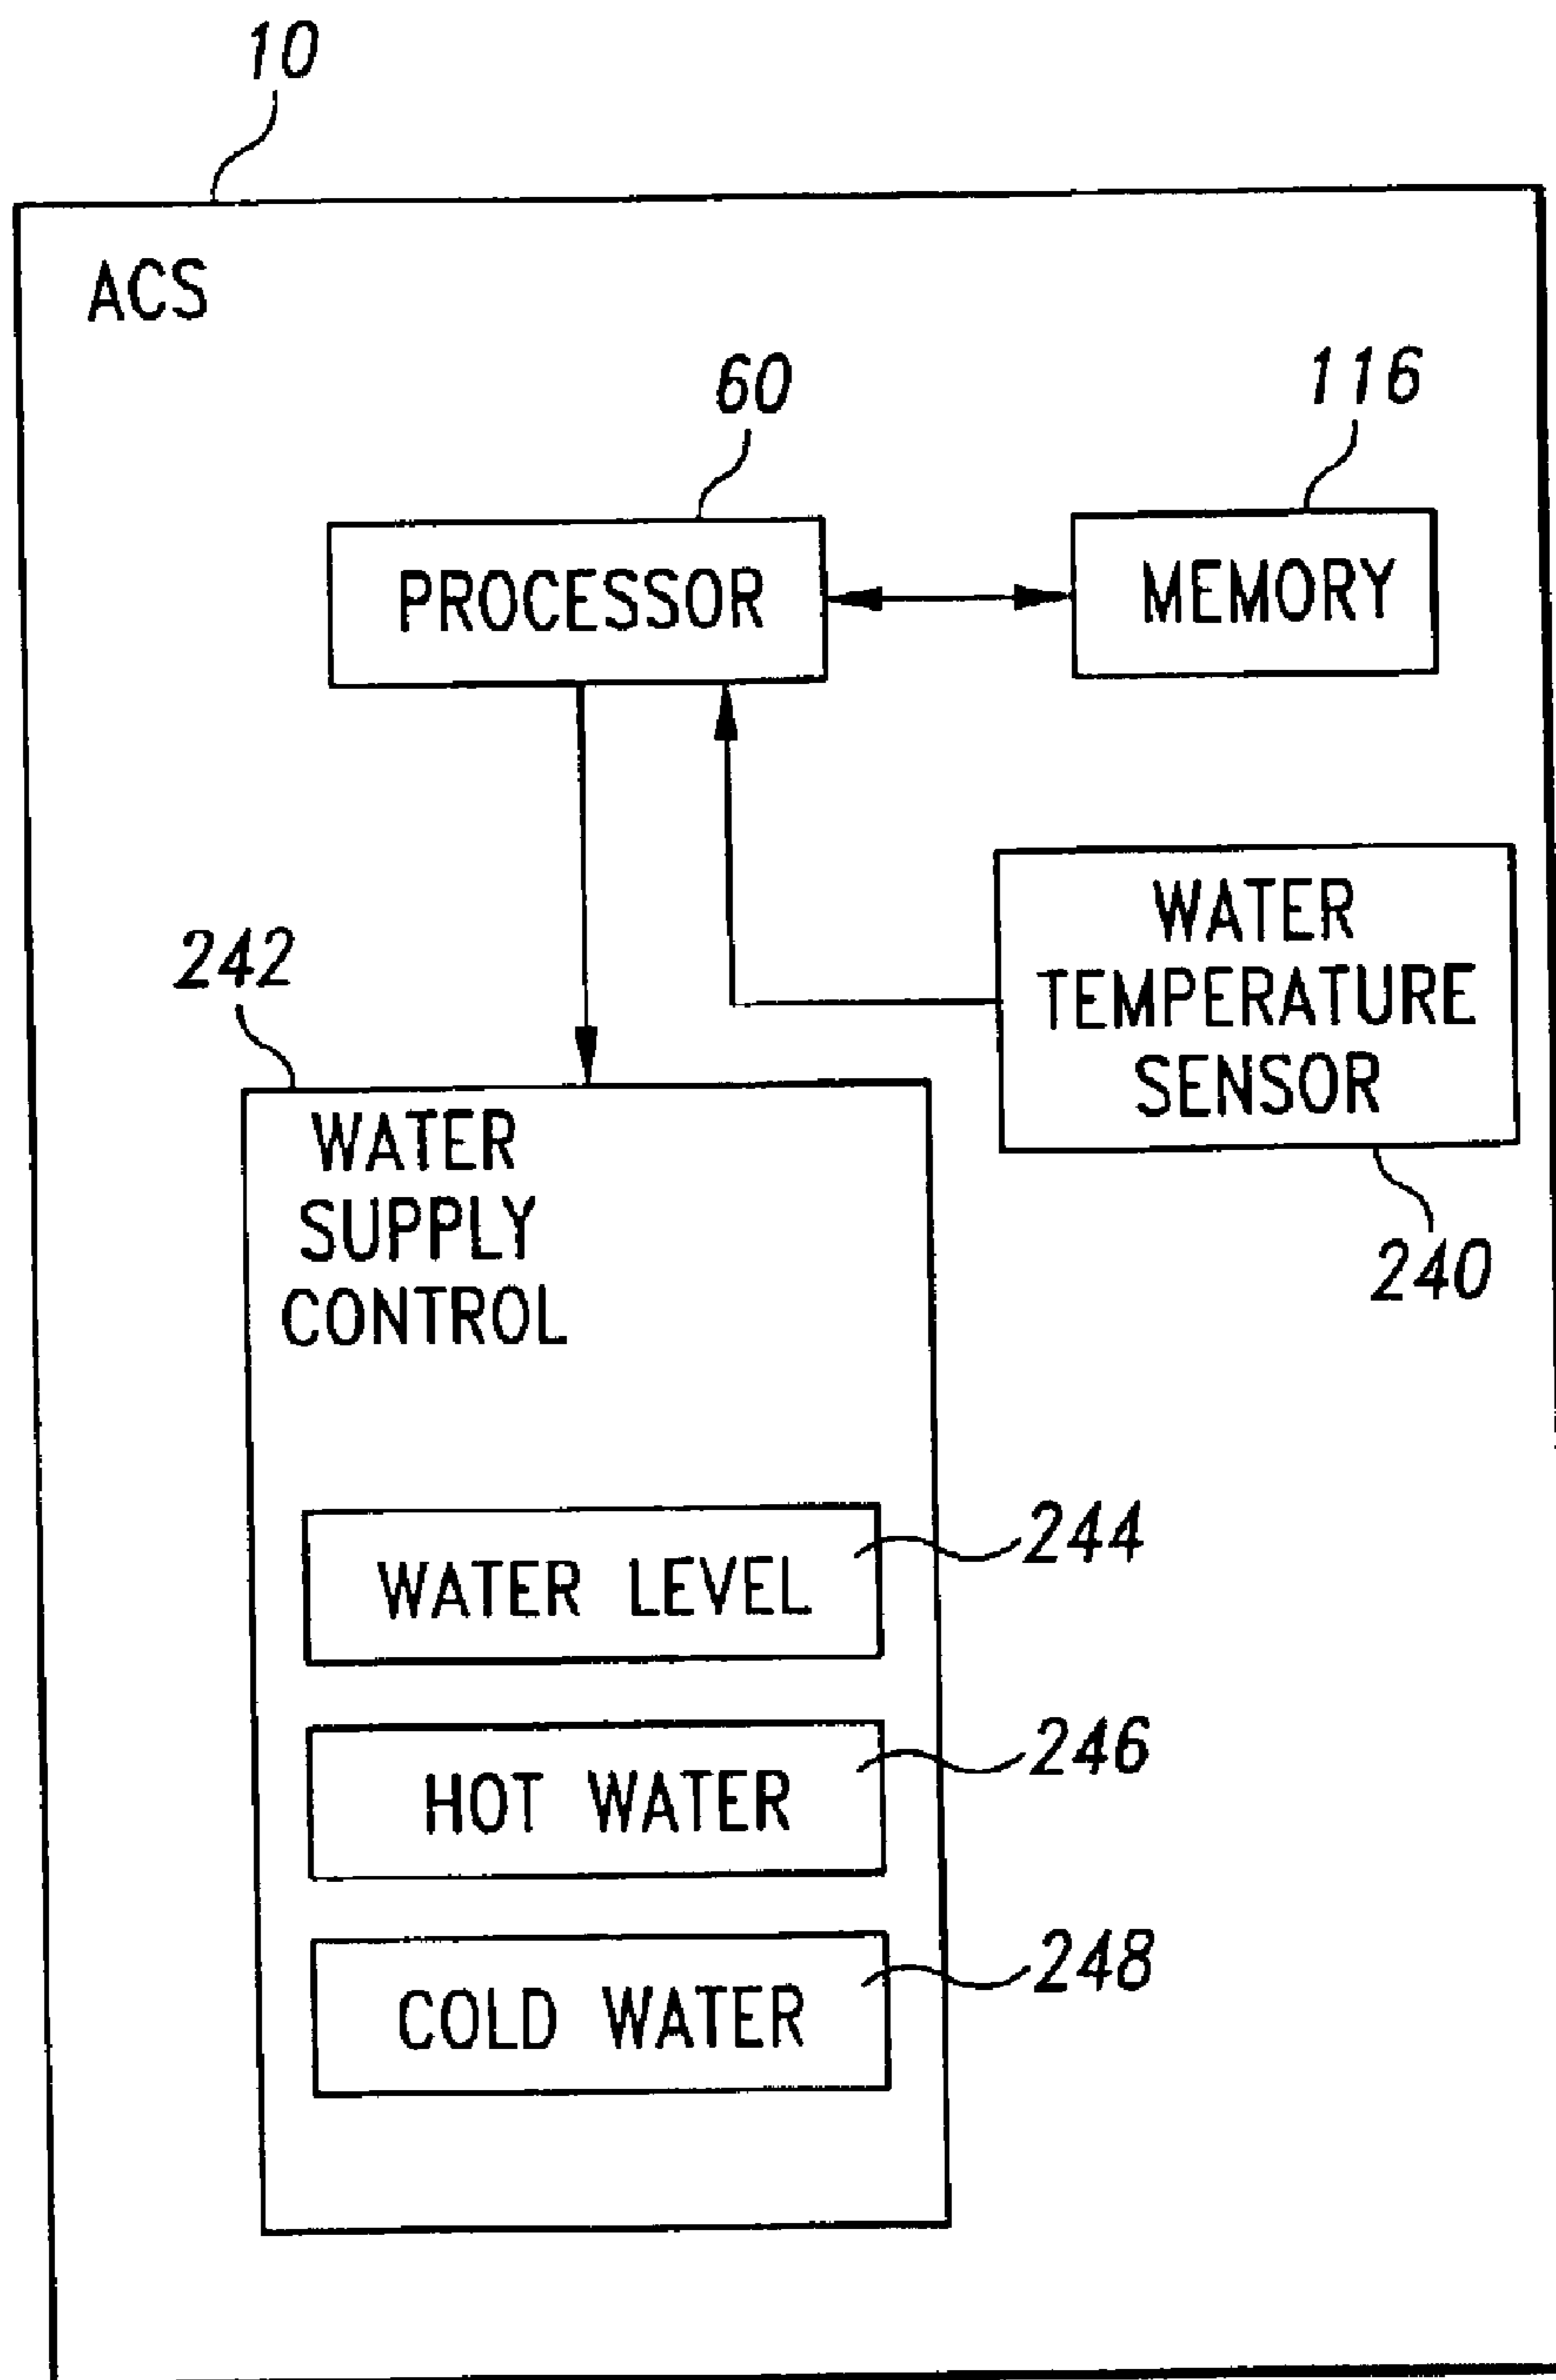 10
ACS
60
116
PROCESSOR
MEMORY
WATER
TEMPERATURE
SENSOR
240
242
WATER
SUPPLY
CONTROL
WATER LEVEL
244
HOT WATER
246
COLD WATER
248